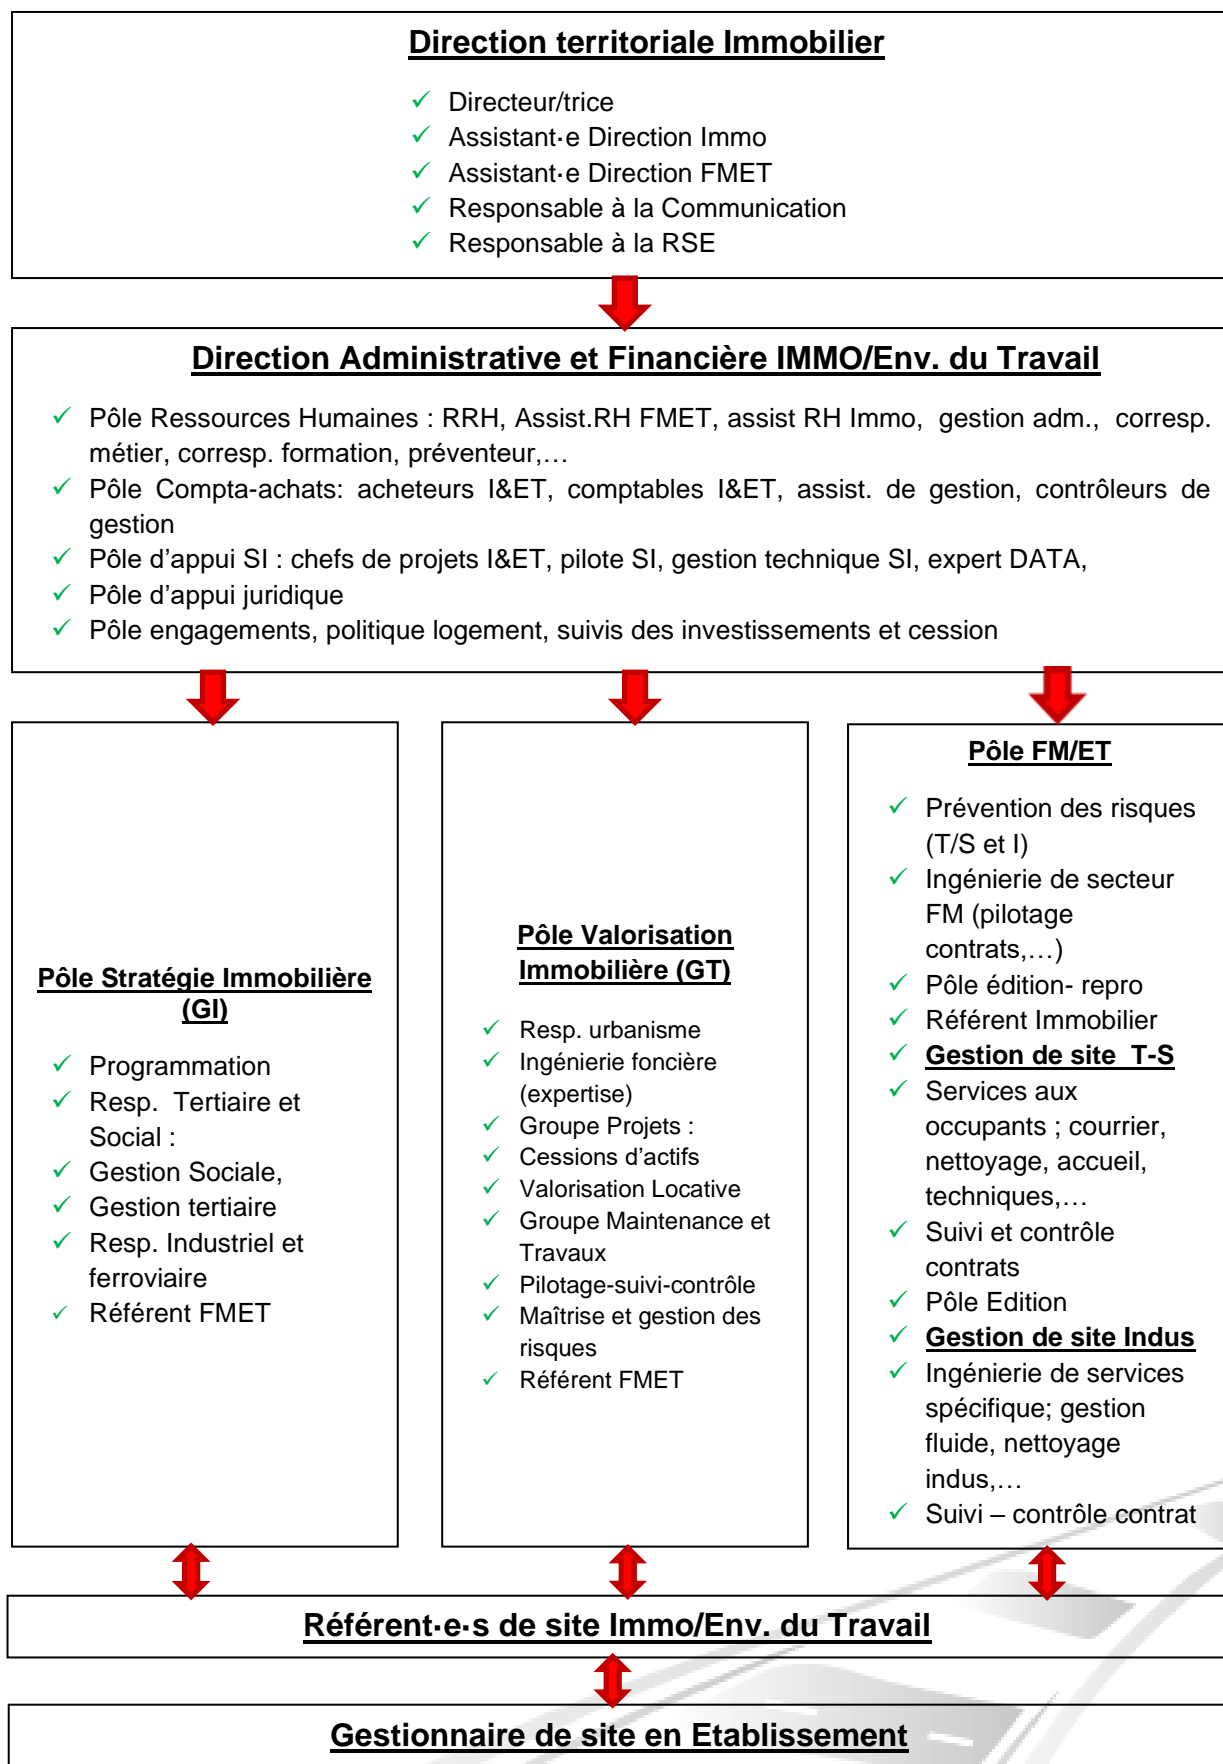 Direction territoriale Immobilier
✓ Directeur/trice
✓ Assistant·e Direction Immo
✓ Assistant·e Direction FMET
✓ Responsable à la Communication
✓ Responsable à la RSE
Direction Administrative et Financière IMMO/Env. du Travail
✓ Pôle Ressources Humaines : RRH, Assist.RH FMET, assist RH Immo, gestion adm., corresp.
métier, corresp. formation, préventeur,…
✓ Pôle Compta-achats: acheteurs I&ET, comptables I&ET, assist. de gestion, contrôleurs de
gestion
✓ Pôle d’appui SI : chefs de projets I&ET, pilote SI, gestion technique SI, expert DATA,
✓ Pôle d’appui juridique
✓ Pôle engagements, politique logement, suivis des investissements et cession
Pôle Stratégie Immobilière
(GI)
✓ Programmation
✓ Resp. Tertiaire et
Social :
✓ Gestion Sociale,
✓ Gestion tertiaire
✓ Resp. Industriel et
ferroviaire
✓ Référent FMET
Pôle Valorisation
Immobilière (GT)
✓ Resp. urbanisme
✓ Ingénierie foncière
(expertise)
✓ Groupe Projets :
✓ Cessions d’actifs
✓ Valorisation Locative
✓ Groupe Maintenance et
Travaux
✓ Pilotage-suivi-contrôle
✓ Maîtrise et gestion des
risques
✓ Référent FMET
Pôle FM/ET
✓ Prévention des risques
(T/S et I)
✓ Ingénierie de secteur
FM (pilotage
contrats,…)
✓ Pôle édition- repro
✓ Référent Immobilier
✓ Gestion de site T-S
✓ Services aux
occupants ; courrier,
nettoyage, accueil,
techniques,…
✓ Suivi et contrôle
contrats
✓ Pôle Edition
✓ Gestion de site Indus
✓ Ingénierie de services
spécifique; gestion
fluide, nettoyage
indus,…
✓ Suivi – contrôle contrat
Référent·e·s de site Immo/Env. du Travail
Gestionnaire de site en Etablissement